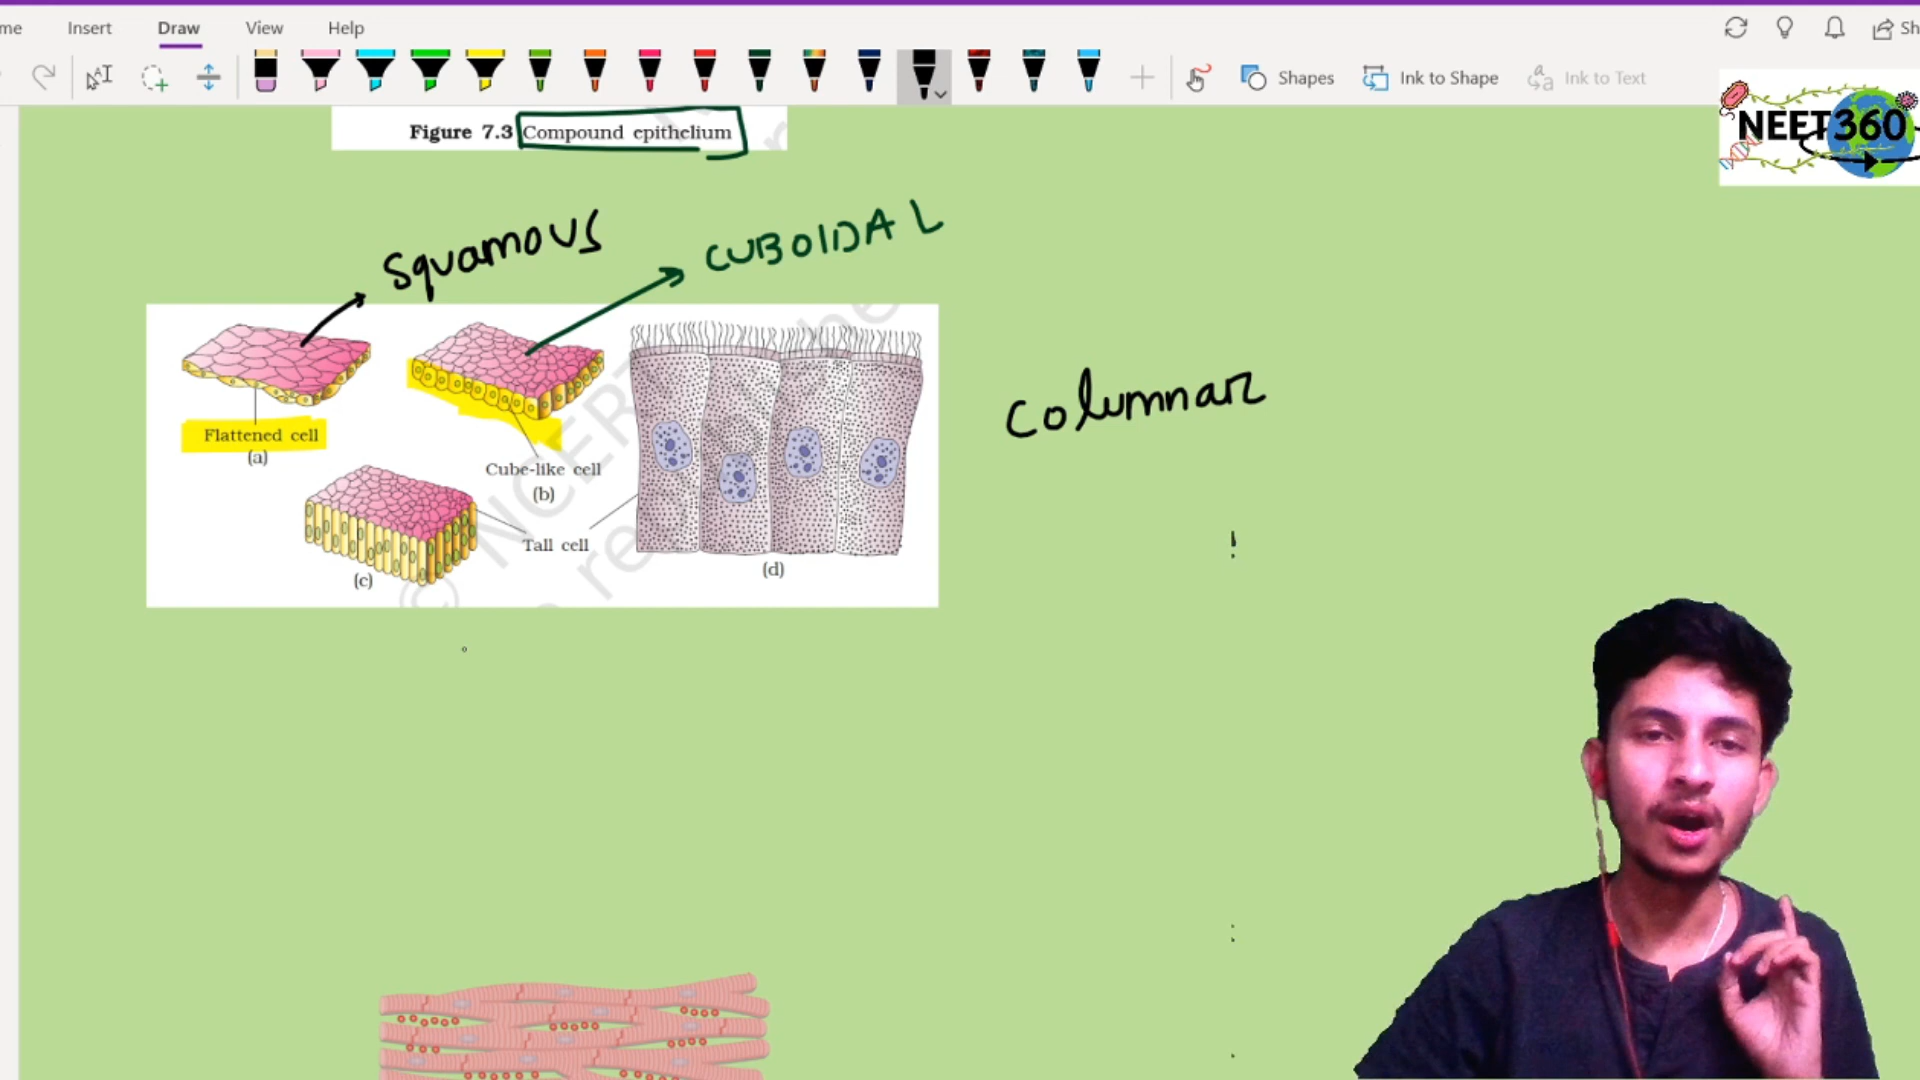 Insert Draw View Help
Shapes Ink to Shape Ink to Text
NEET360
Figure 7.3 Compound epithelium
Squamous
CUBOIDAL
Flattened cell
(a)
Cube-like cell
(b)
Tall cell
(c)
(d)
© NCERT
Columnar